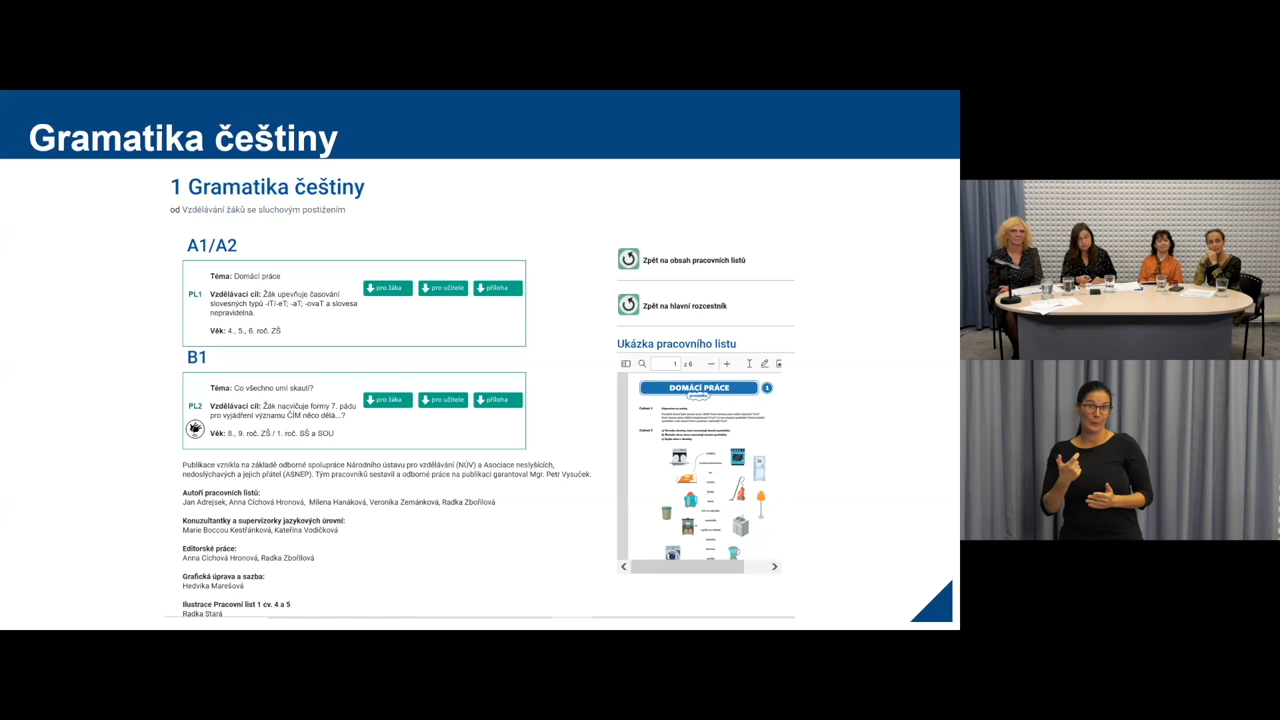 Gramatika češtiny
1 Gramatika češtiny
od Vzdělávání žáků se sluchovým postižením
A1/A2
Téma: Domácí práce
PL1
Vzdělávací cíl: Žák upevňuje časování
slovesných typů -íT/-eT; -aT; -ovaT a slovesa
nepravidelná.
Věk: 4., 5., 6. roč. ZŠ
pro žáka
pro učitele
příloha
B1
Téma: Co všechno umí skauti?
PL2
Vzdělávací cíl: Žák nacvičuje formy 7. pádu
pro vyjádření významu ČÍM něco dělá...?
Věk: 8., 9. roč. ZŠ / 1. roč. SŠ a SOU
pro žáka
pro učitele
příloha
Publikace vznikla na základě odborné spolupráce Národního ústavu pro vzdělávání (NÚV) a Asociace neslyšících,
nedoslýchavých a jejich přátel (ASNEP). Tým pracovníků sestavil a odborné práce na publikaci garantoval Mgr. Petr Vysuček.
Autoři pracovních listů:
Jan Adrejsek, Anna Cíchová Hronová, Milena Hanáková, Veronika Zemánková, Radka Zbořilová
Konuzultantky a supervizorky jazykových úrovní:
Marie Boccou Kestřánková, Kateřina Vodičková
Editorské práce:
Anna Cíchová Hronová, Radka Zbořilová
Grafická úprava a sazba:
Hedvika Marešová
Ilustrace Pracovní list 1 cv. 4 a 5
Radka Stará
Zpět na obsah pracovních listů
Zpět na hlavní rozcestník
Ukázka pracovního listu
1 z 6
DOMÁCÍ PRÁCE 1
gramatika
Cvičení 1